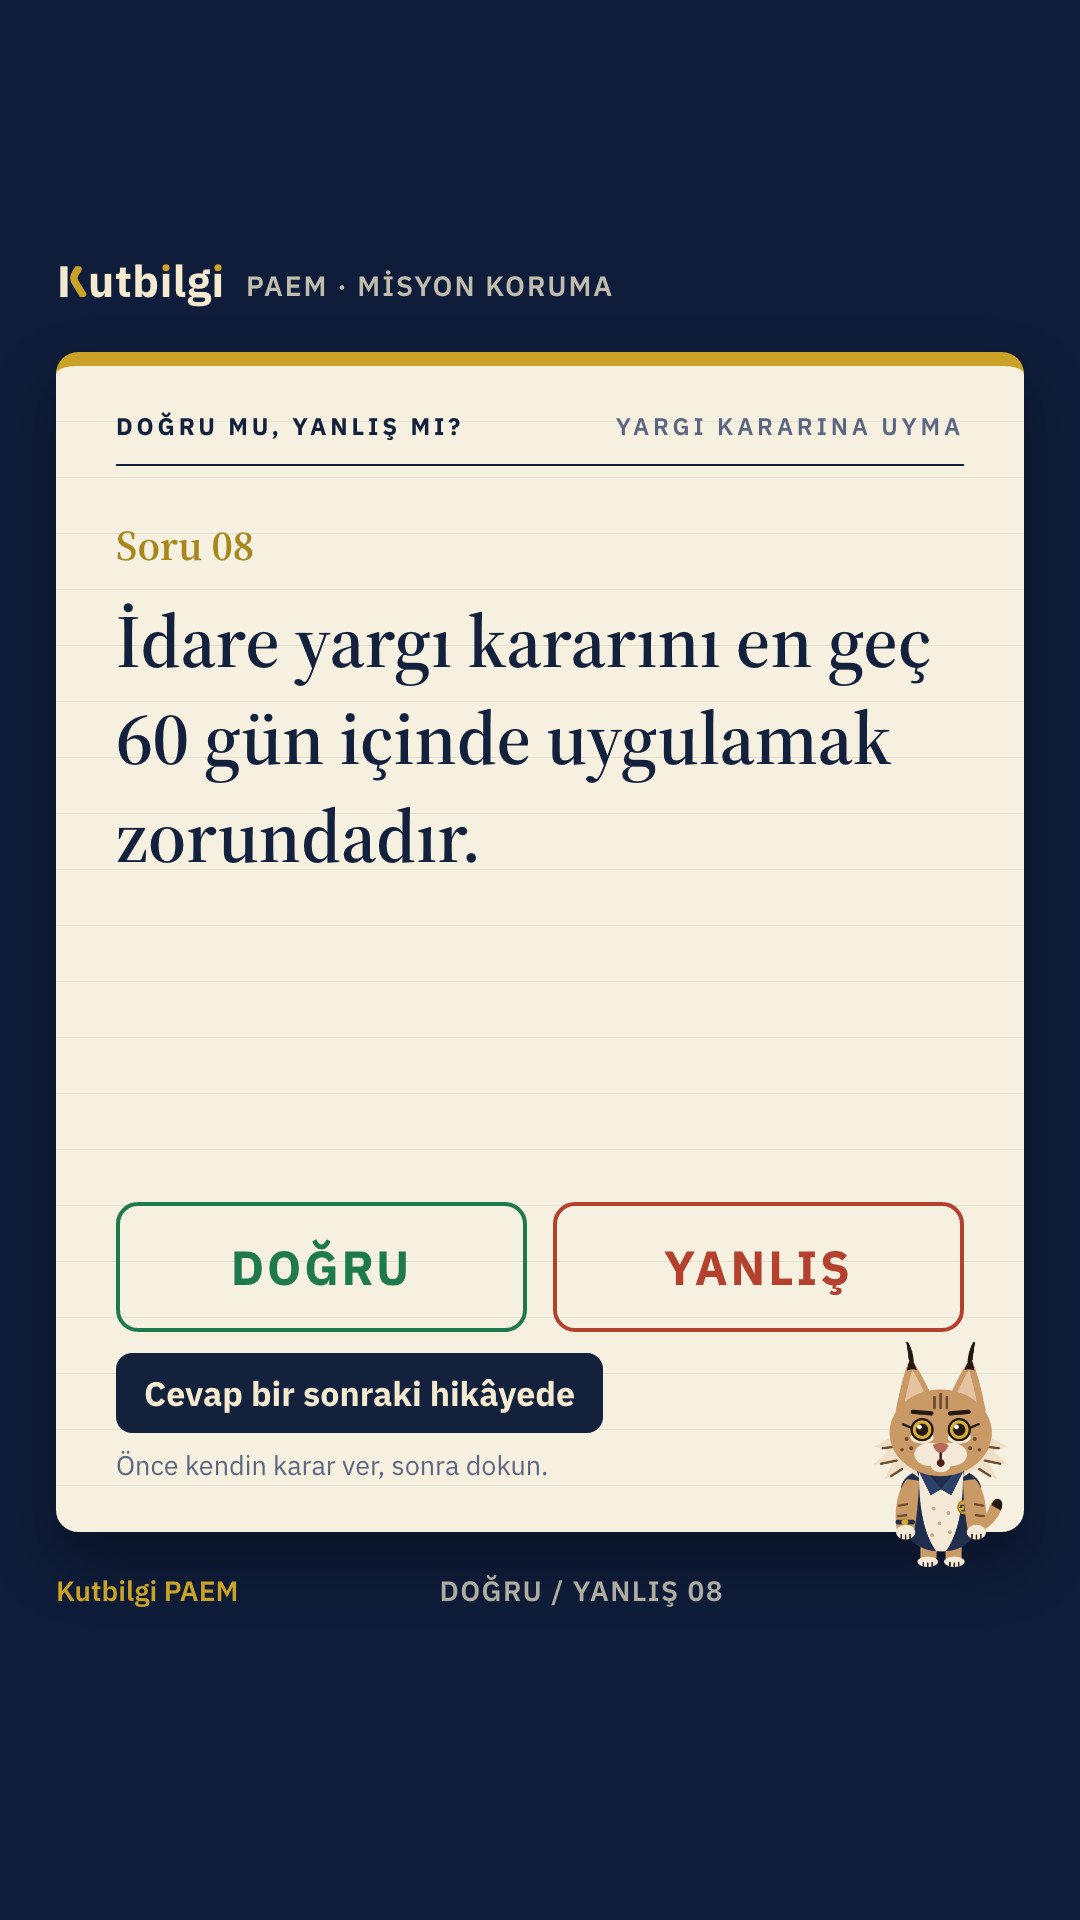 Kutbilgi PAEM · MİSYON KORUMA
DOĞRU MU, YANLIŞ MI? YARGI KARARINA UYMA
Soru 08
İdare yargı kararını en geç
60 gün içinde uygulamak
zorundadır.
DOĞRU YANLIŞ
Cevap bir sonraki hikâyede
Önce kendin karar ver, sonra dokun.
Kutbilgi PAEM DOĞRU / YANLIŞ 08